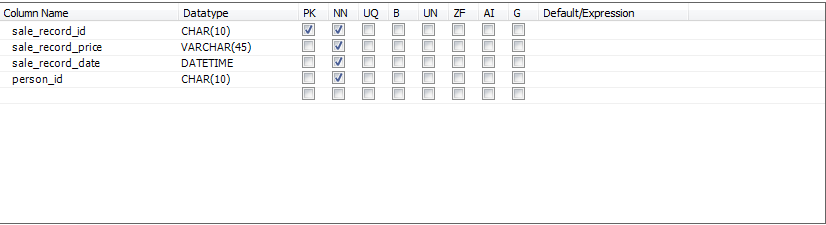 Column Name Datatype PK NN UQ B UN ZF AI G Default/Expression
sale_record_id CHAR(10)
sale_record_price VARCHAR(45)
sale_record_date DATETIME
person_id CHAR(10)